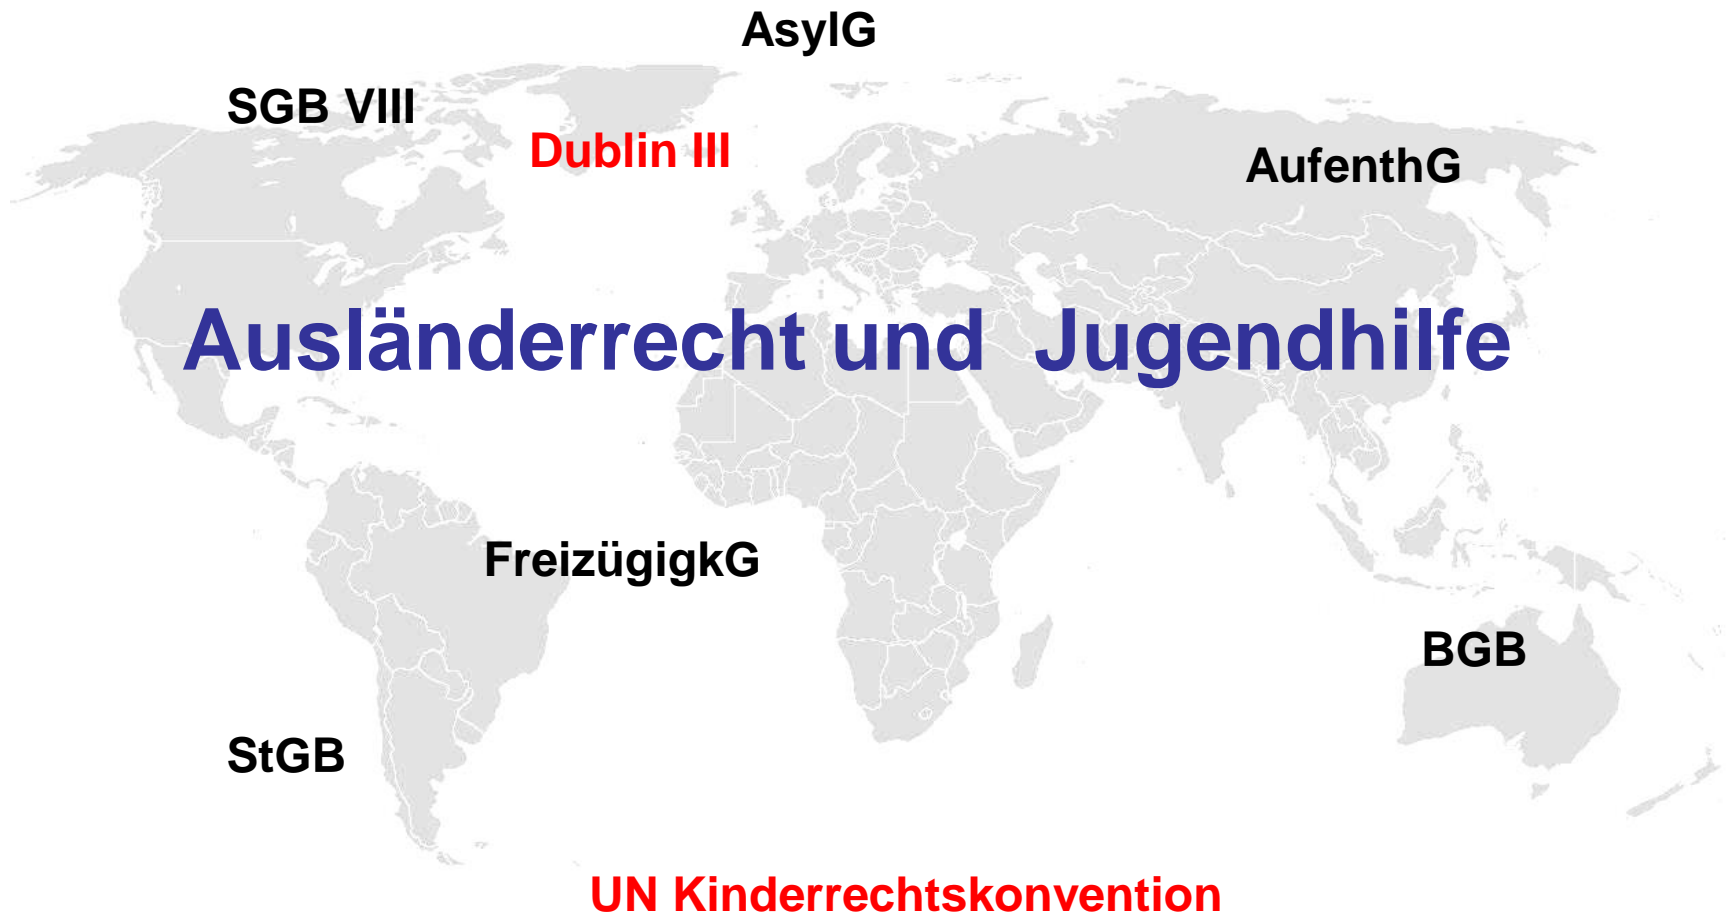 AsylG
SGB VIII
Dublin III
AufenthG
Ausländerrecht und Jugendhilfe
FreizügigkG
BGB
StGB
UN Kinderrechtskonvention